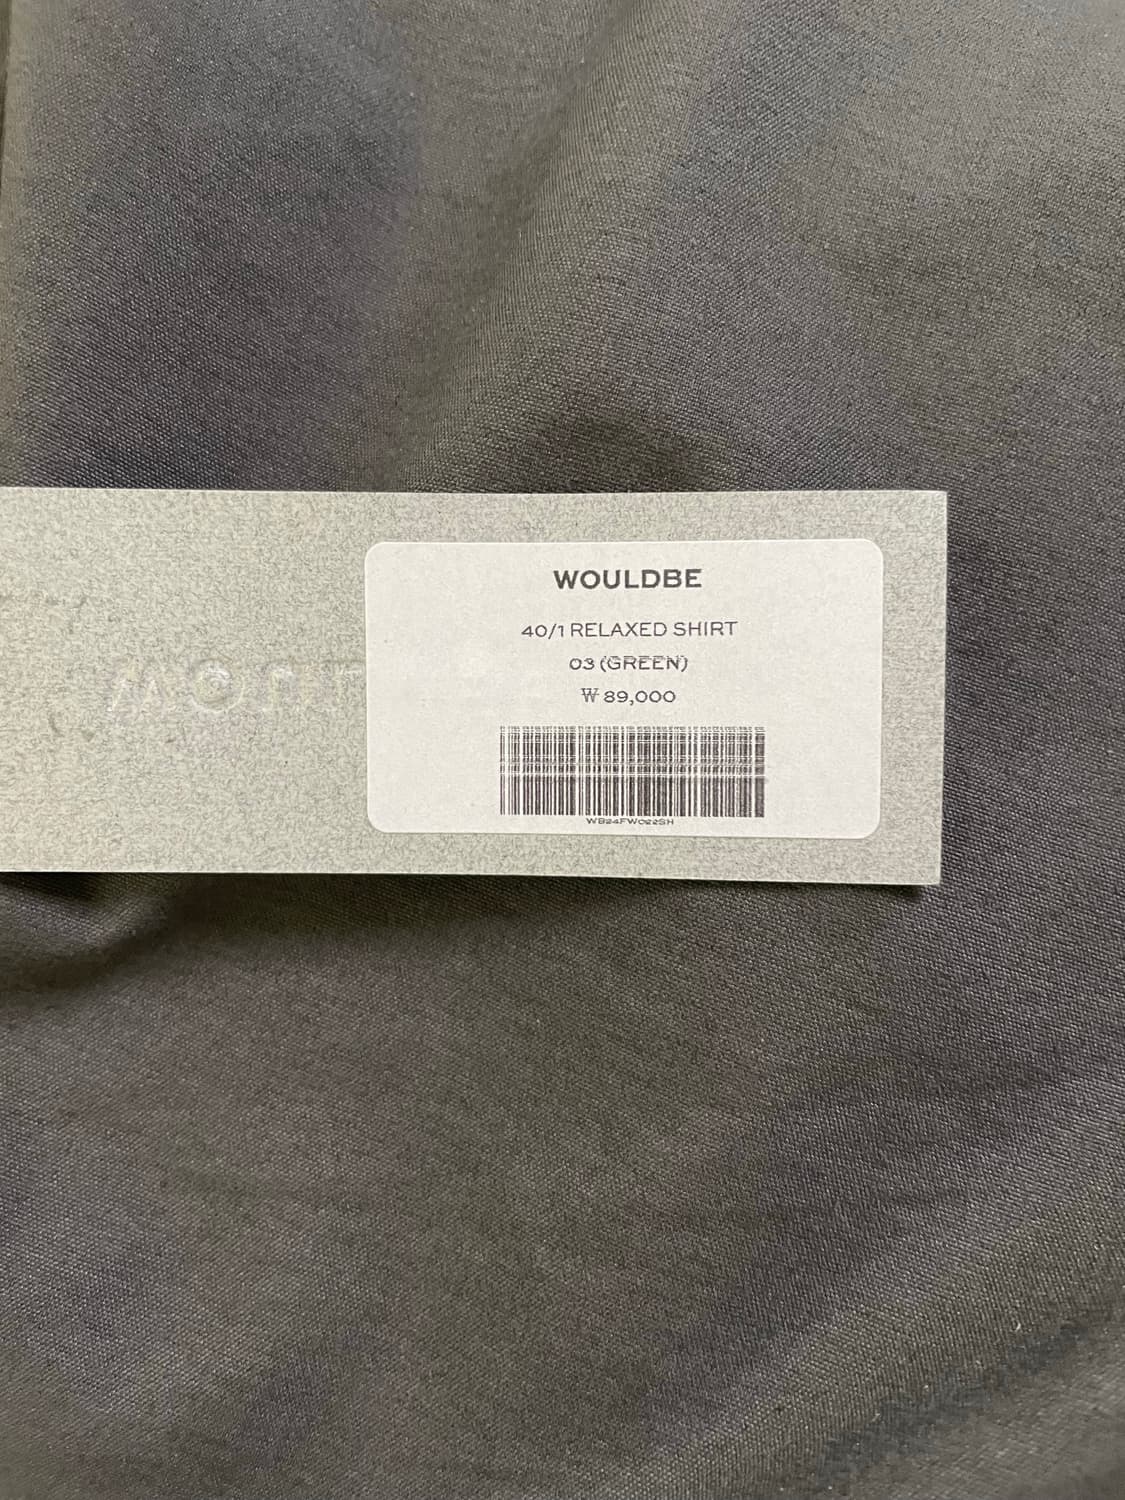 WOULDBE
40/1 RELAXED SHIRT
03 (GREEN)
₩ 89,000
WB24FW022SH